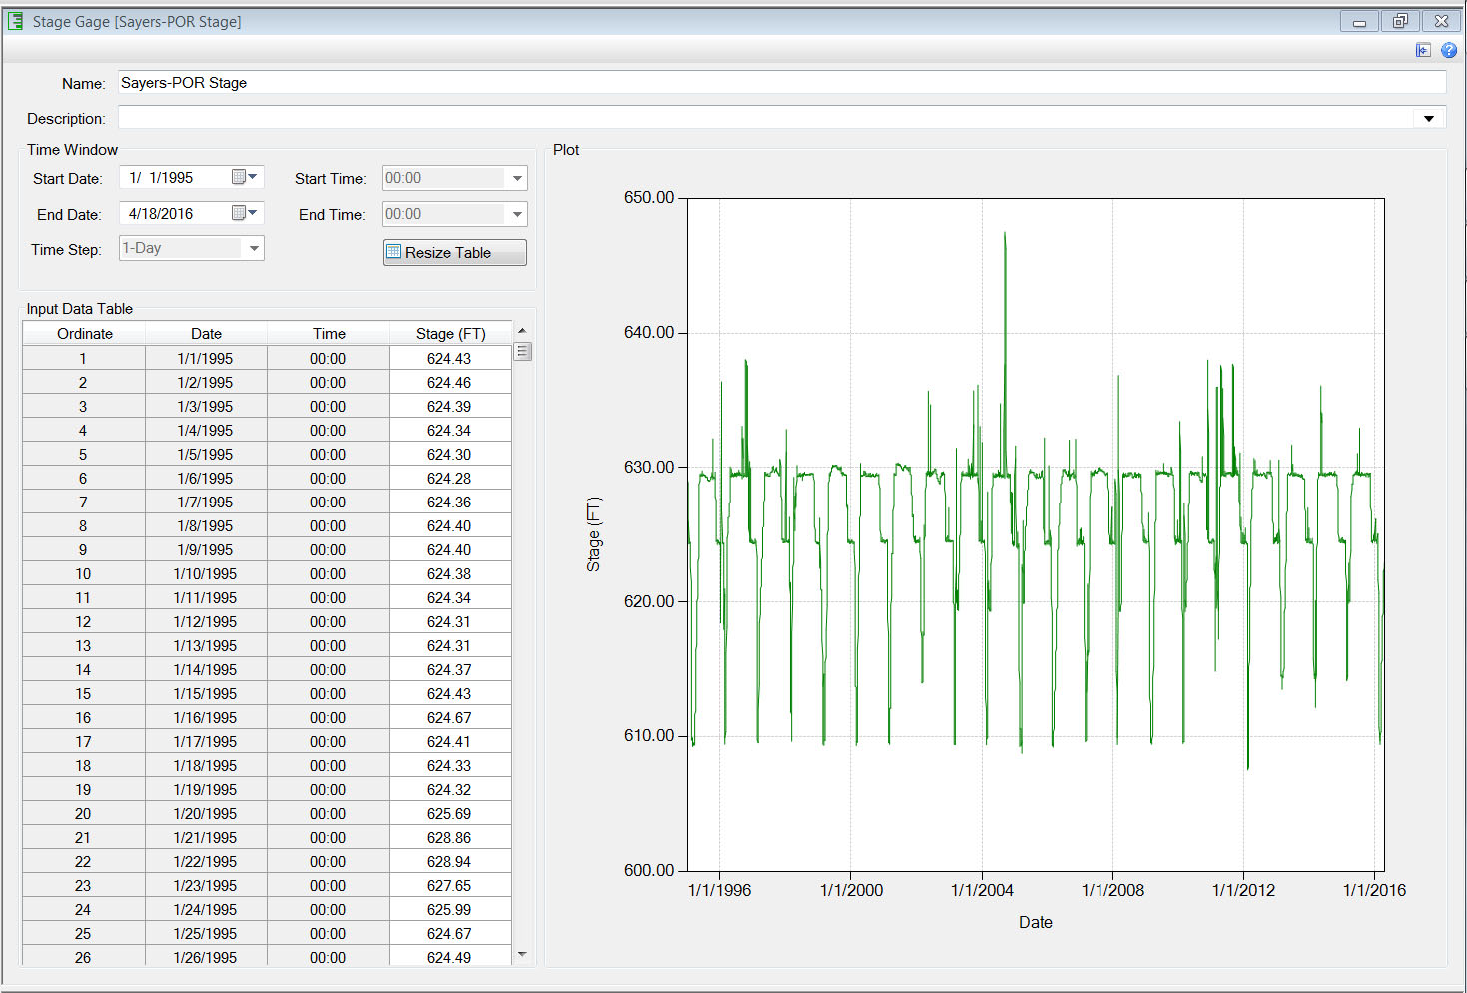 Stage Gage [Sayers-POR Stage]
Name: Sayers-POR Stage
Description:
Time Window
Start Date: 1/ 1/1995 Start Time: 00:00
End Date: 4/18/2016 End Time: 00:00
Time Step: 1-Day Resize Table
Input Data Table
Ordinate Date Time Stage (FT)
1 1/1/1995 00:00 624.43
2 1/2/1995 00:00 624.46
3 1/3/1995 00:00 624.39
4 1/4/1995 00:00 624.34
5 1/5/1995 00:00 624.30
6 1/6/1995 00:00 624.28
7 1/7/1995 00:00 624.36
8 1/8/1995 00:00 624.40
9 1/9/1995 00:00 624.40
10 1/10/1995 00:00 624.38
11 1/11/1995 00:00 624.34
12 1/12/1995 00:00 624.31
13 1/13/1995 00:00 624.31
14 1/14/1995 00:00 624.37
15 1/15/1995 00:00 624.43
16 1/16/1995 00:00 624.67
17 1/17/1995 00:00 624.41
18 1/18/1995 00:00 624.33
19 1/19/1995 00:00 624.32
20 1/20/1995 00:00 625.69
21 1/21/1995 00:00 628.86
22 1/22/1995 00:00 628.94
23 1/23/1995 00:00 627.65
24 1/24/1995 00:00 625.99
25 1/25/1995 00:00 624.67
26 1/26/1995 00:00 624.49
Plot
650.00
640.00
630.00
620.00
610.00
600.00
Stage (FT)
1/1/1996 1/1/2000 1/1/2004 1/1/2008 1/1/2012 1/1/2016
Date